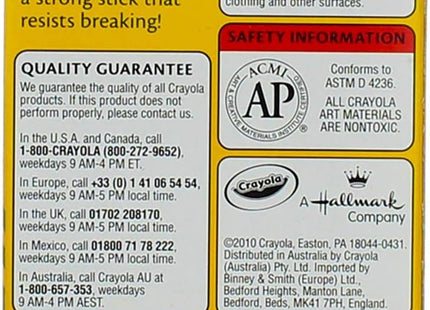 a strong stick that
resists breaking!
QUALITY GUARANTEE
We guarantee the quality of all Crayola
products. If this product does not
perform properly, please contact us.
In the U.S.A. and Canada, call
1-800-CRAYOLA (800-272-9652),
weekdays 9 AM-4 PM ET.
In Europe, call +33 (0) 1 41 06 54 54,
weekdays 9 AM-5 PM local time.
In the UK, call 01702 208170,
weekdays 9 AM-5 PM local time.
In Mexico, call 01800 71 78 222,
weekdays 9 AM-5 PM local time.
In Australia, call Crayola AU at
1-800-657-353, weekdays
9 AM-4 PM AEST.
clothing and other surfaces.
SAFETY INFORMATION
ACMI
AP
ART & CREATIVE MATERIALS INSTITUTE CERTIFIED
®
Conforms to
ASTM D 4236.
ALL CRAYOLA
ART MATERIALS
ARE NONTOXIC.
Crayola
A Hallmark
Company
©2010 Crayola, Easton, PA 18044-0431.
Distributed in Australia by Crayola
(Australia) Pty. Ltd. Imported by
Binney & Smith (Europe) Ltd.,
Bedford Heights, Manton Lane,
Bedford, Beds, MK41 7PH, England.